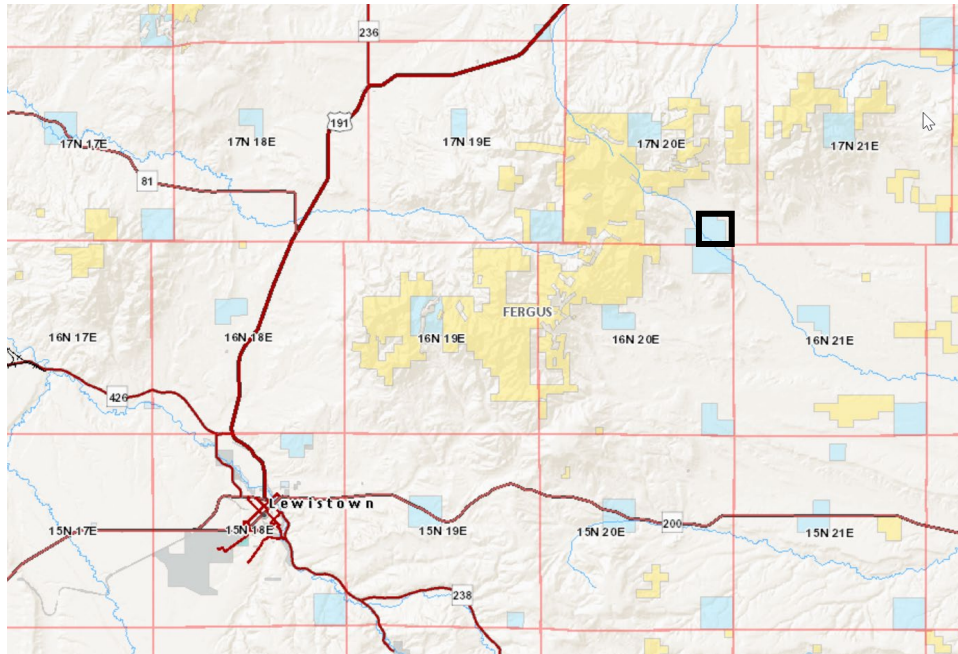 236
191
17N 17E
17N 18E
17N 19E
17N 20E
17N 21E
81
FERGUS
16N 17E
16N 18E
16N 19E
16N 20E
16N 21E
426
Lewistown
15N 17E
15N 18E
15N 19E
15N 20E
200
15N 21E
238